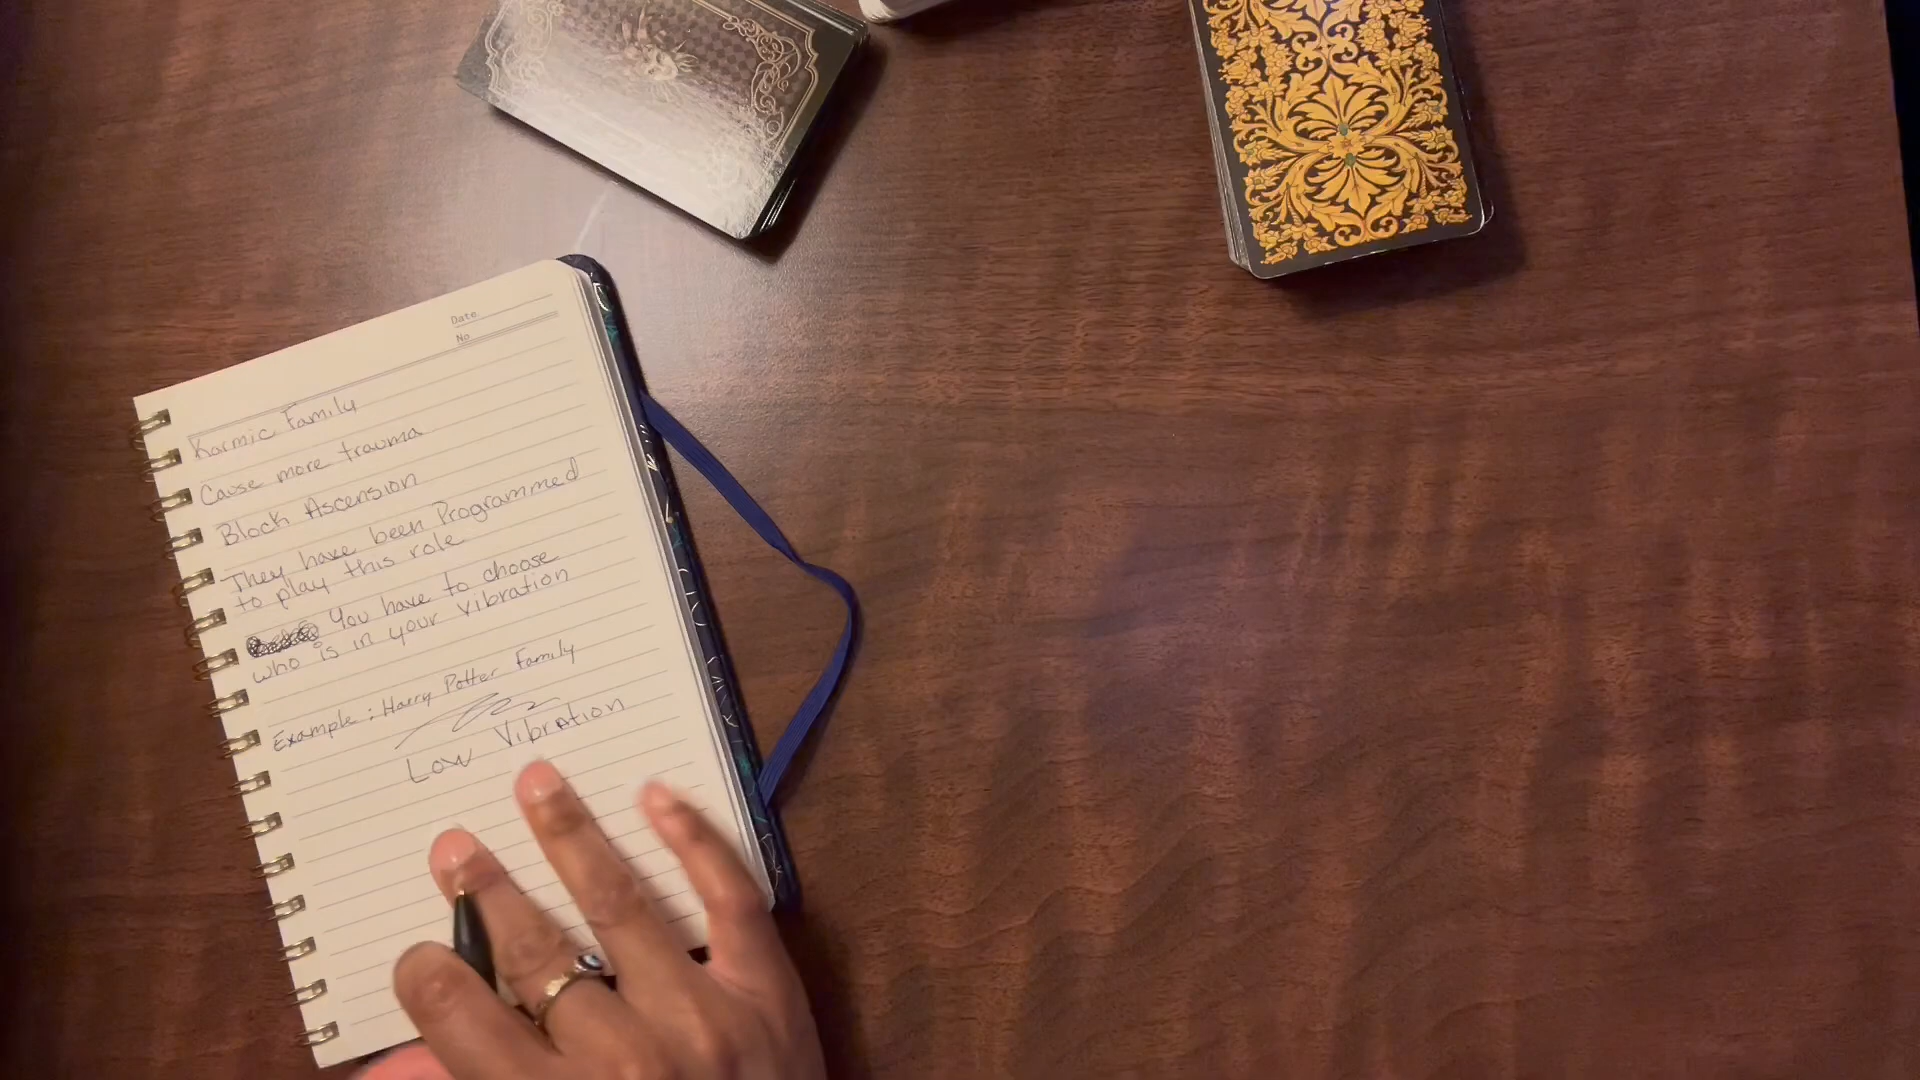 Date
No
Karmic Family
Cause more trauma
Block Ascension
They have been Programmed
to play this role
You have to choose
who is in your vibration
Example: Harry Potter Family
Low Vibration